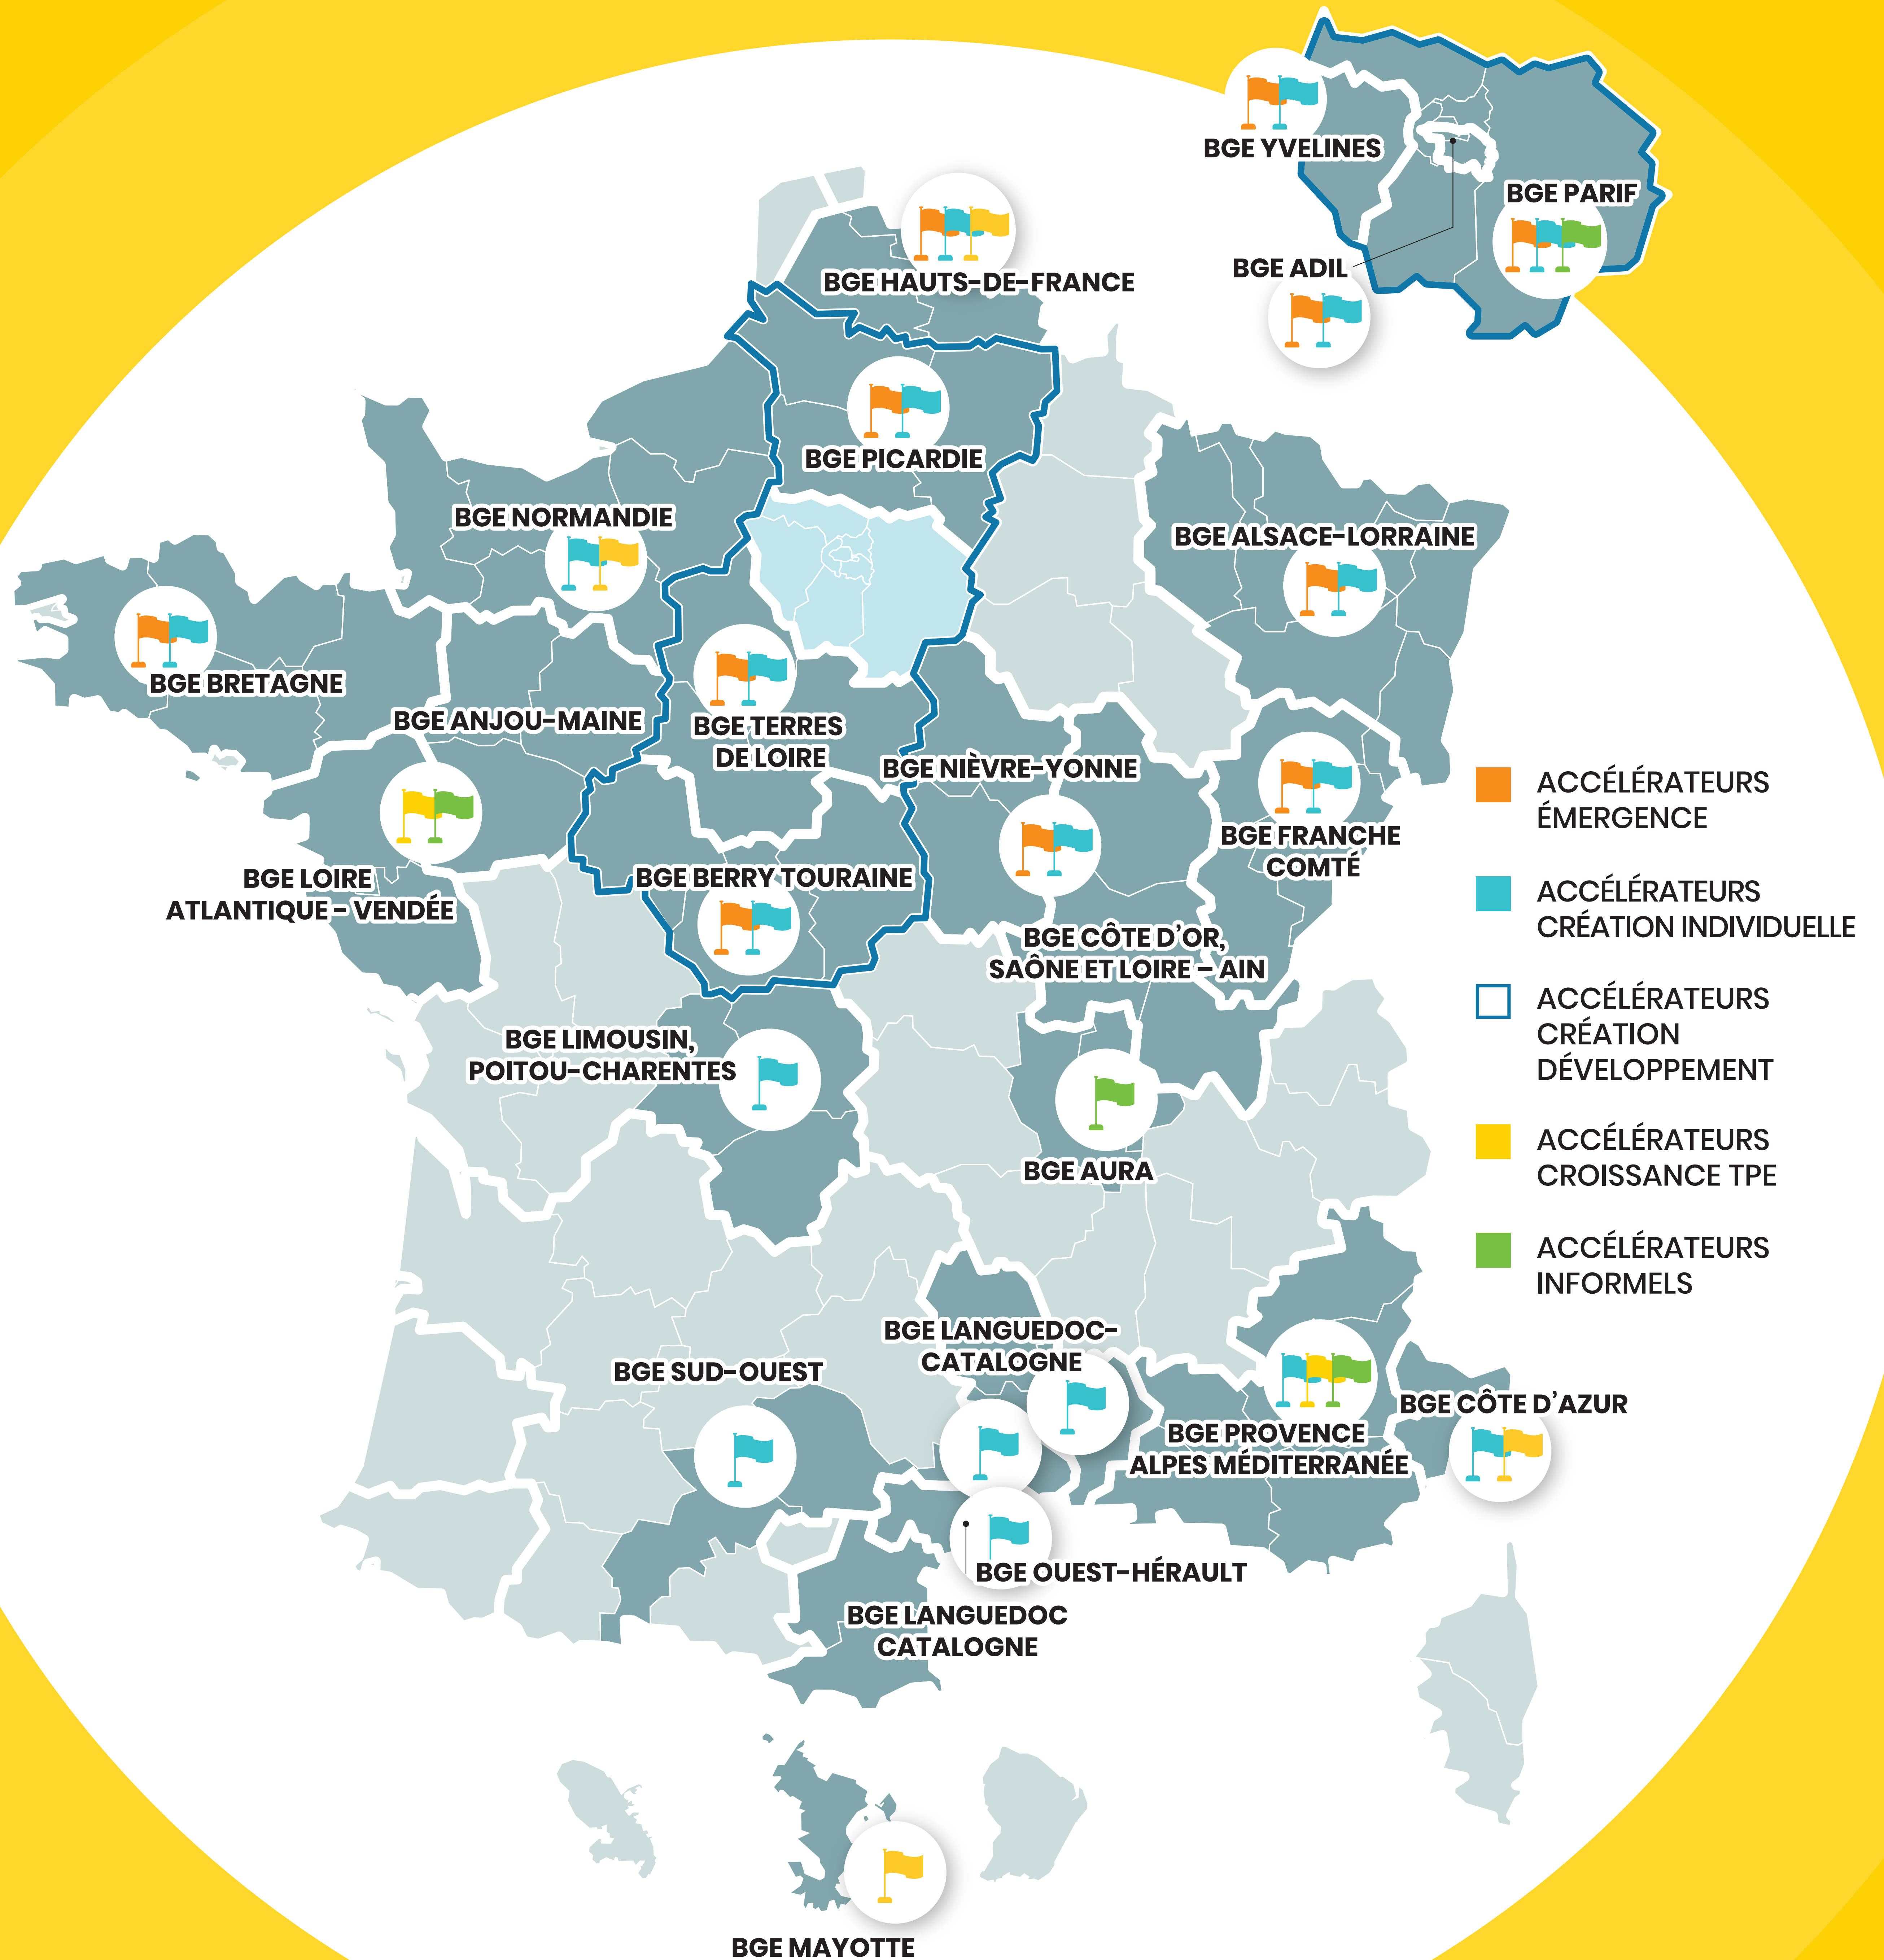 BGE YVELINES
BGE PARIF
BGE ADIL
BGE HAUTS-DE-FRANCE
BGE PICARDIE
BGE NORMANDIE
BGE ALSACE-LORRAINE
BGE BRETAGNE
BGE ANJOU-MAINE
BGE TERRES
DE LOIRE
BGE NIÈVRE-YONNE
BGE FRANCHE
COMTÉ
BGE LOIRE
ATLANTIQUE – VENDÉE
BGE BERRY TOURAINE
BGE CÔTE D'OR,
SAÔNE ET LOIRE – AIN
BGE LIMOUSIN,
POITOU-CHARENTES
BGE AURA
BGE LANGUEDOC-
CATALOGNE
BGE SUD-OUEST
BGE CÔTE D'AZUR
BGE PROVENCE
ALPES MÉDITERRANÉE
BGE OUEST-HÉRAULT
BGE LANGUEDOC
CATALOGNE
BGE MAYOTTE
ACCÉLÉRATEURS
ÉMERGENCE
ACCÉLÉRATEURS
CRÉATION INDIVIDUELLE
ACCÉLÉRATEURS
CRÉATION
DÉVELOPPEMENT
ACCÉLÉRATEURS
CROISSANCE TPE
ACCÉLÉRATEURS
INFORMELS